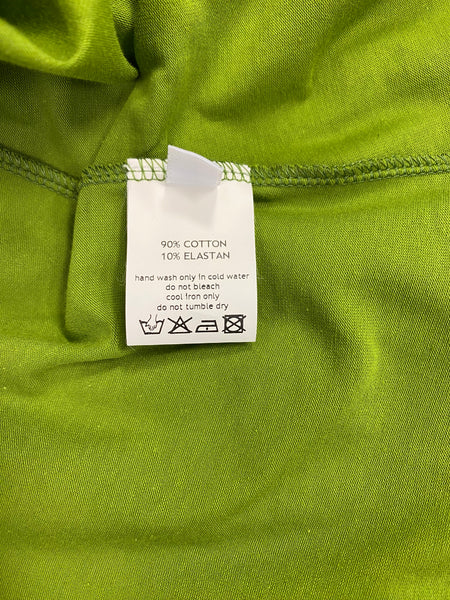 90% COTTON
10% ELASTAN
hand wash only in cold water
do not bleach
cool iron only
do not tumble dry